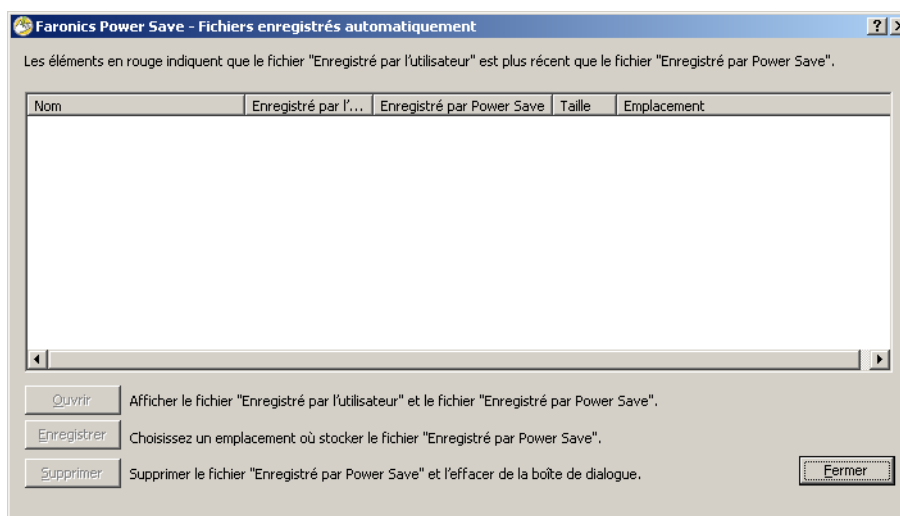 Faronics Power Save - Fichiers enregistrés automatiquement
Les éléments en rouge indiquent que le fichier "Enregistré par l'utilisateur" est plus récent que le fichier "Enregistré par Power Save".
Nom Enregistré par l'... Enregistré par Power Save Taille Emplacement
Ouvrir Afficher le fichier "Enregistré par l'utilisateur" et le fichier "Enregistré par Power Save".
Enregistrer Choisissez un emplacement où stocker le fichier "Enregistré par Power Save".
Supprimer Supprimer le fichier "Enregistré par Power Save" et l'effacer de la boîte de dialogue. Fermer